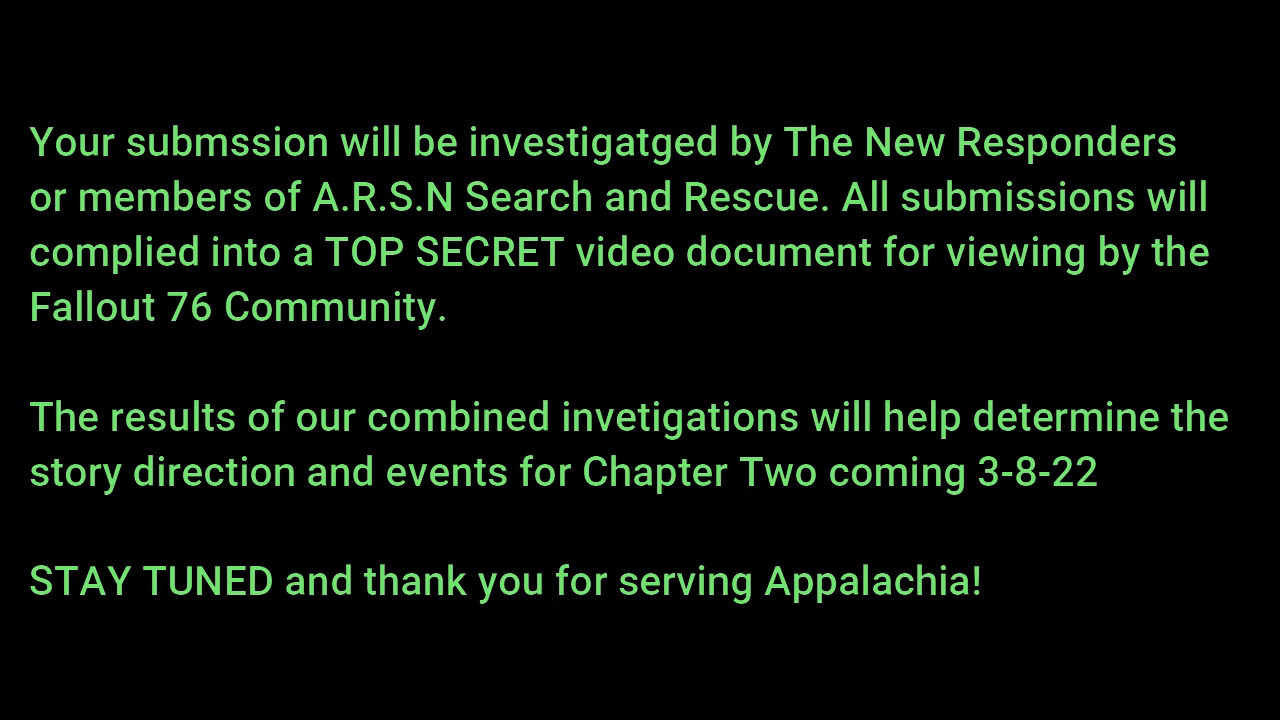 Your submssion will be investigatged by The New Responders
or members of A.R.S.N Search and Rescue. All submissions will
complied into a TOP SECRET video document for viewing by the
Fallout 76 Community.
The results of our combined invetigations will help determine the
story direction and events for Chapter Two coming 3-8-22
STAY TUNED and thank you for serving Appalachia!